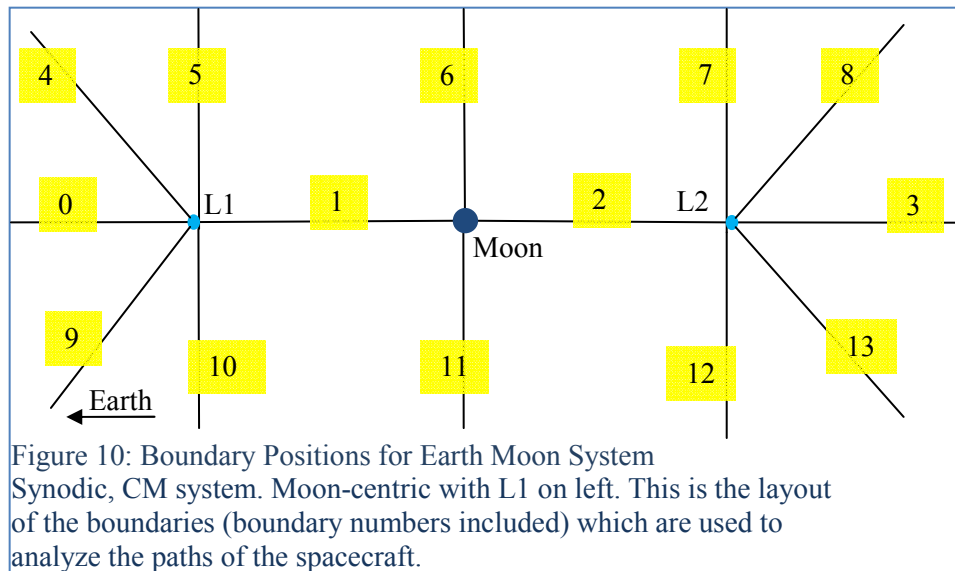 4 5 6 7 8
0 L1 1 2 L2 3
Moon
9 10 11 12 13
Earth
Figure 10: Boundary Positions for Earth Moon System
Synodic, CM system. Moon-centric with L1 on left. This is the layout
of the boundaries (boundary numbers included) which are used to
analyze the paths of the spacecraft.